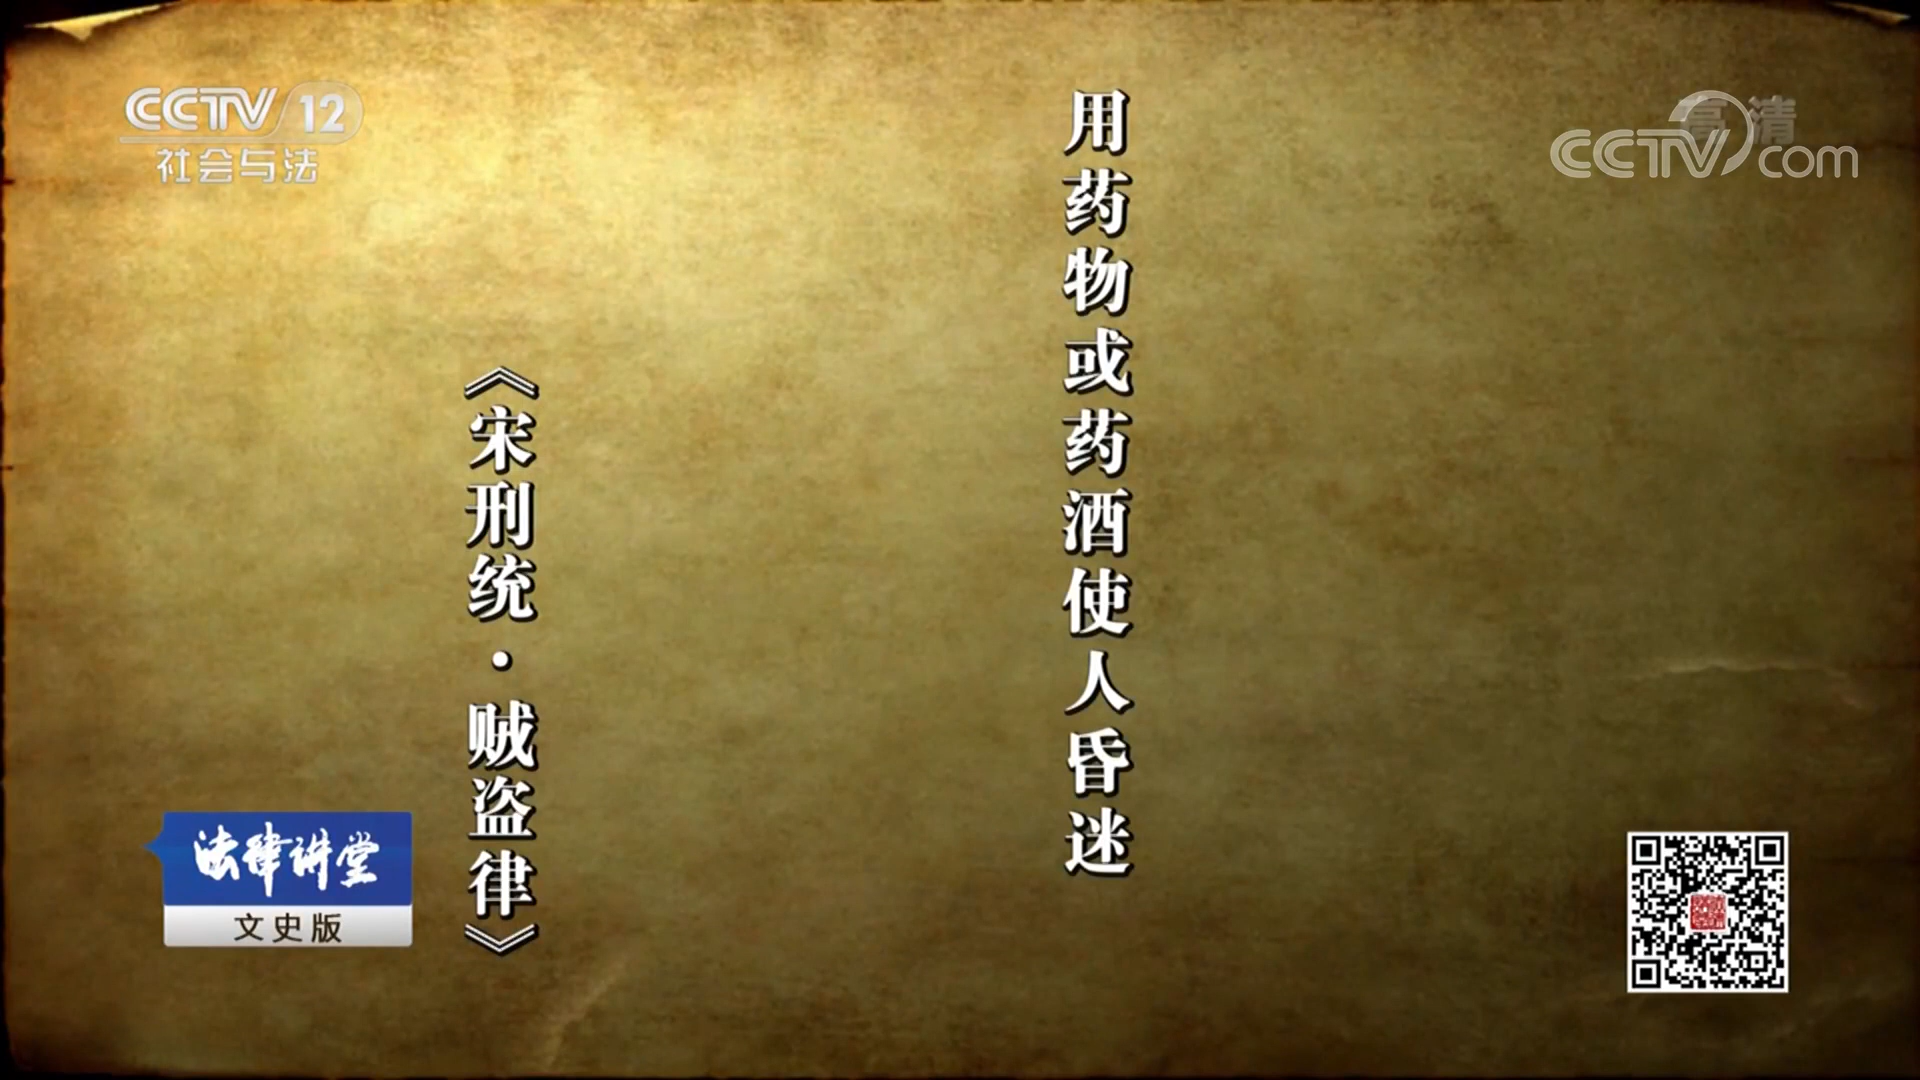 CCTV 12
社会与法
高清
CCTV.com
用药物或药酒使人昏迷
《宋刑统·贼盗律》
法律讲堂
文史版